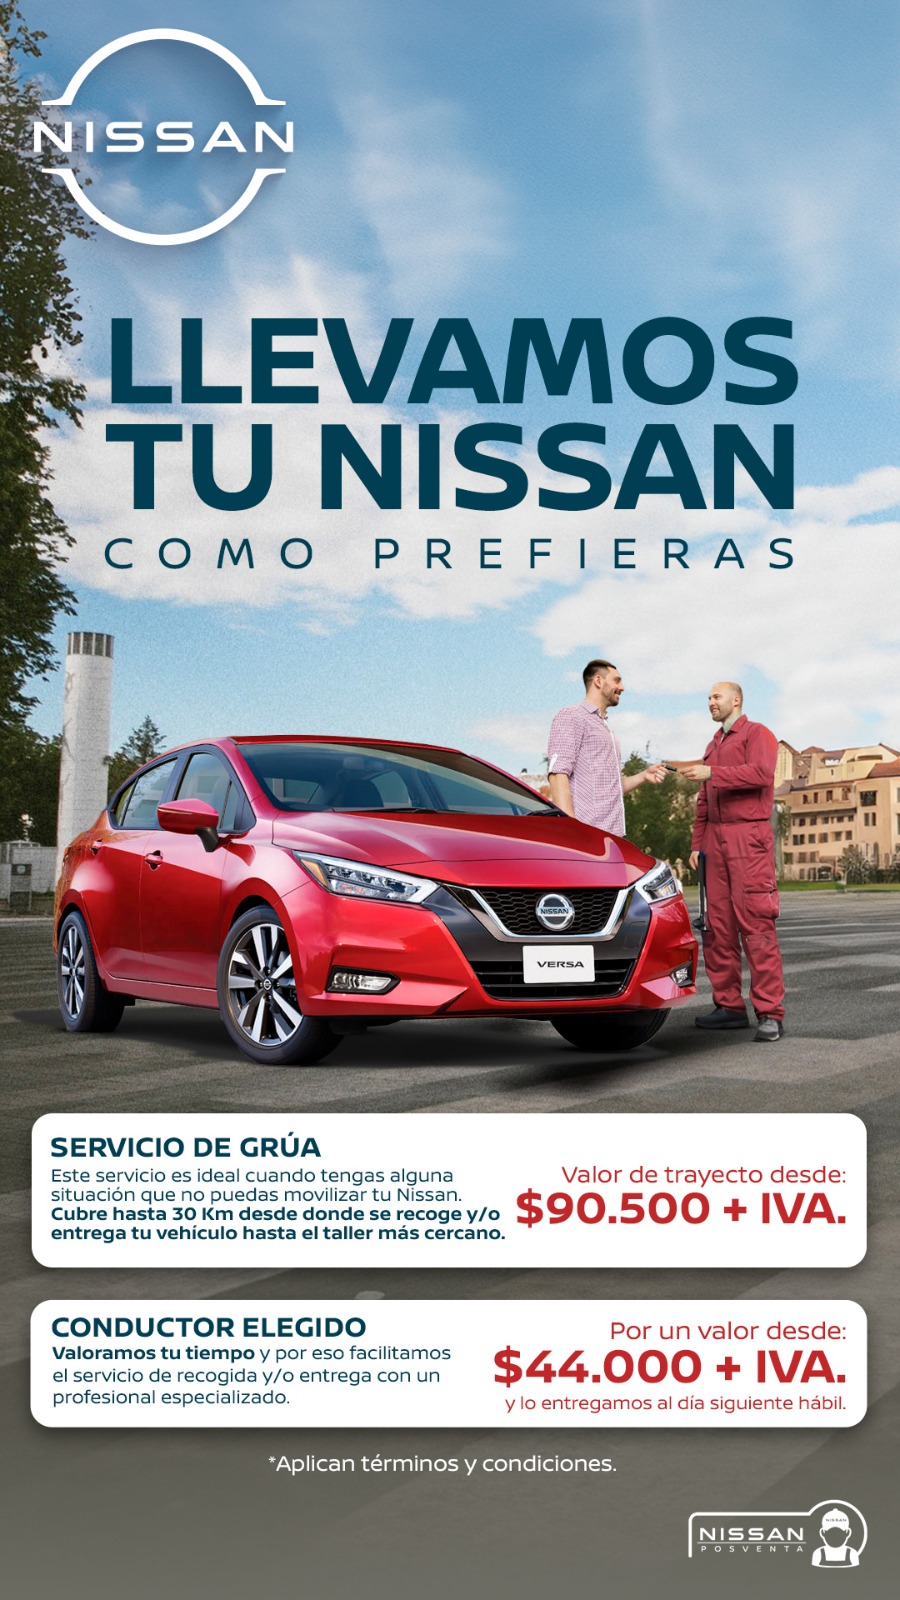 NISSAN
LLEVAMOS
TU NISSAN
COMO PREFIERAS
NISSAN
VERSA
SERVICIO DE GRÚA
Este servicio es ideal cuando tengas alguna
situación que no puedas movilizar tu Nissan.
Cubre hasta 30 Km desde donde se recoge y/o
entrega tu vehículo hasta el taller más cercano.
Valor de trayecto desde:
$90.500 + IVA.
CONDUCTOR ELEGIDO
Valoramos tu tiempo y por eso facilitamos
el servicio de recogida y/o entrega con un
profesional especializado.
Por un valor desde:
$44.000 + IVA.
y lo entregamos al día siguiente hábil.
*Aplican términos y condiciones.
NISSAN
NISSAN
POSVENTA